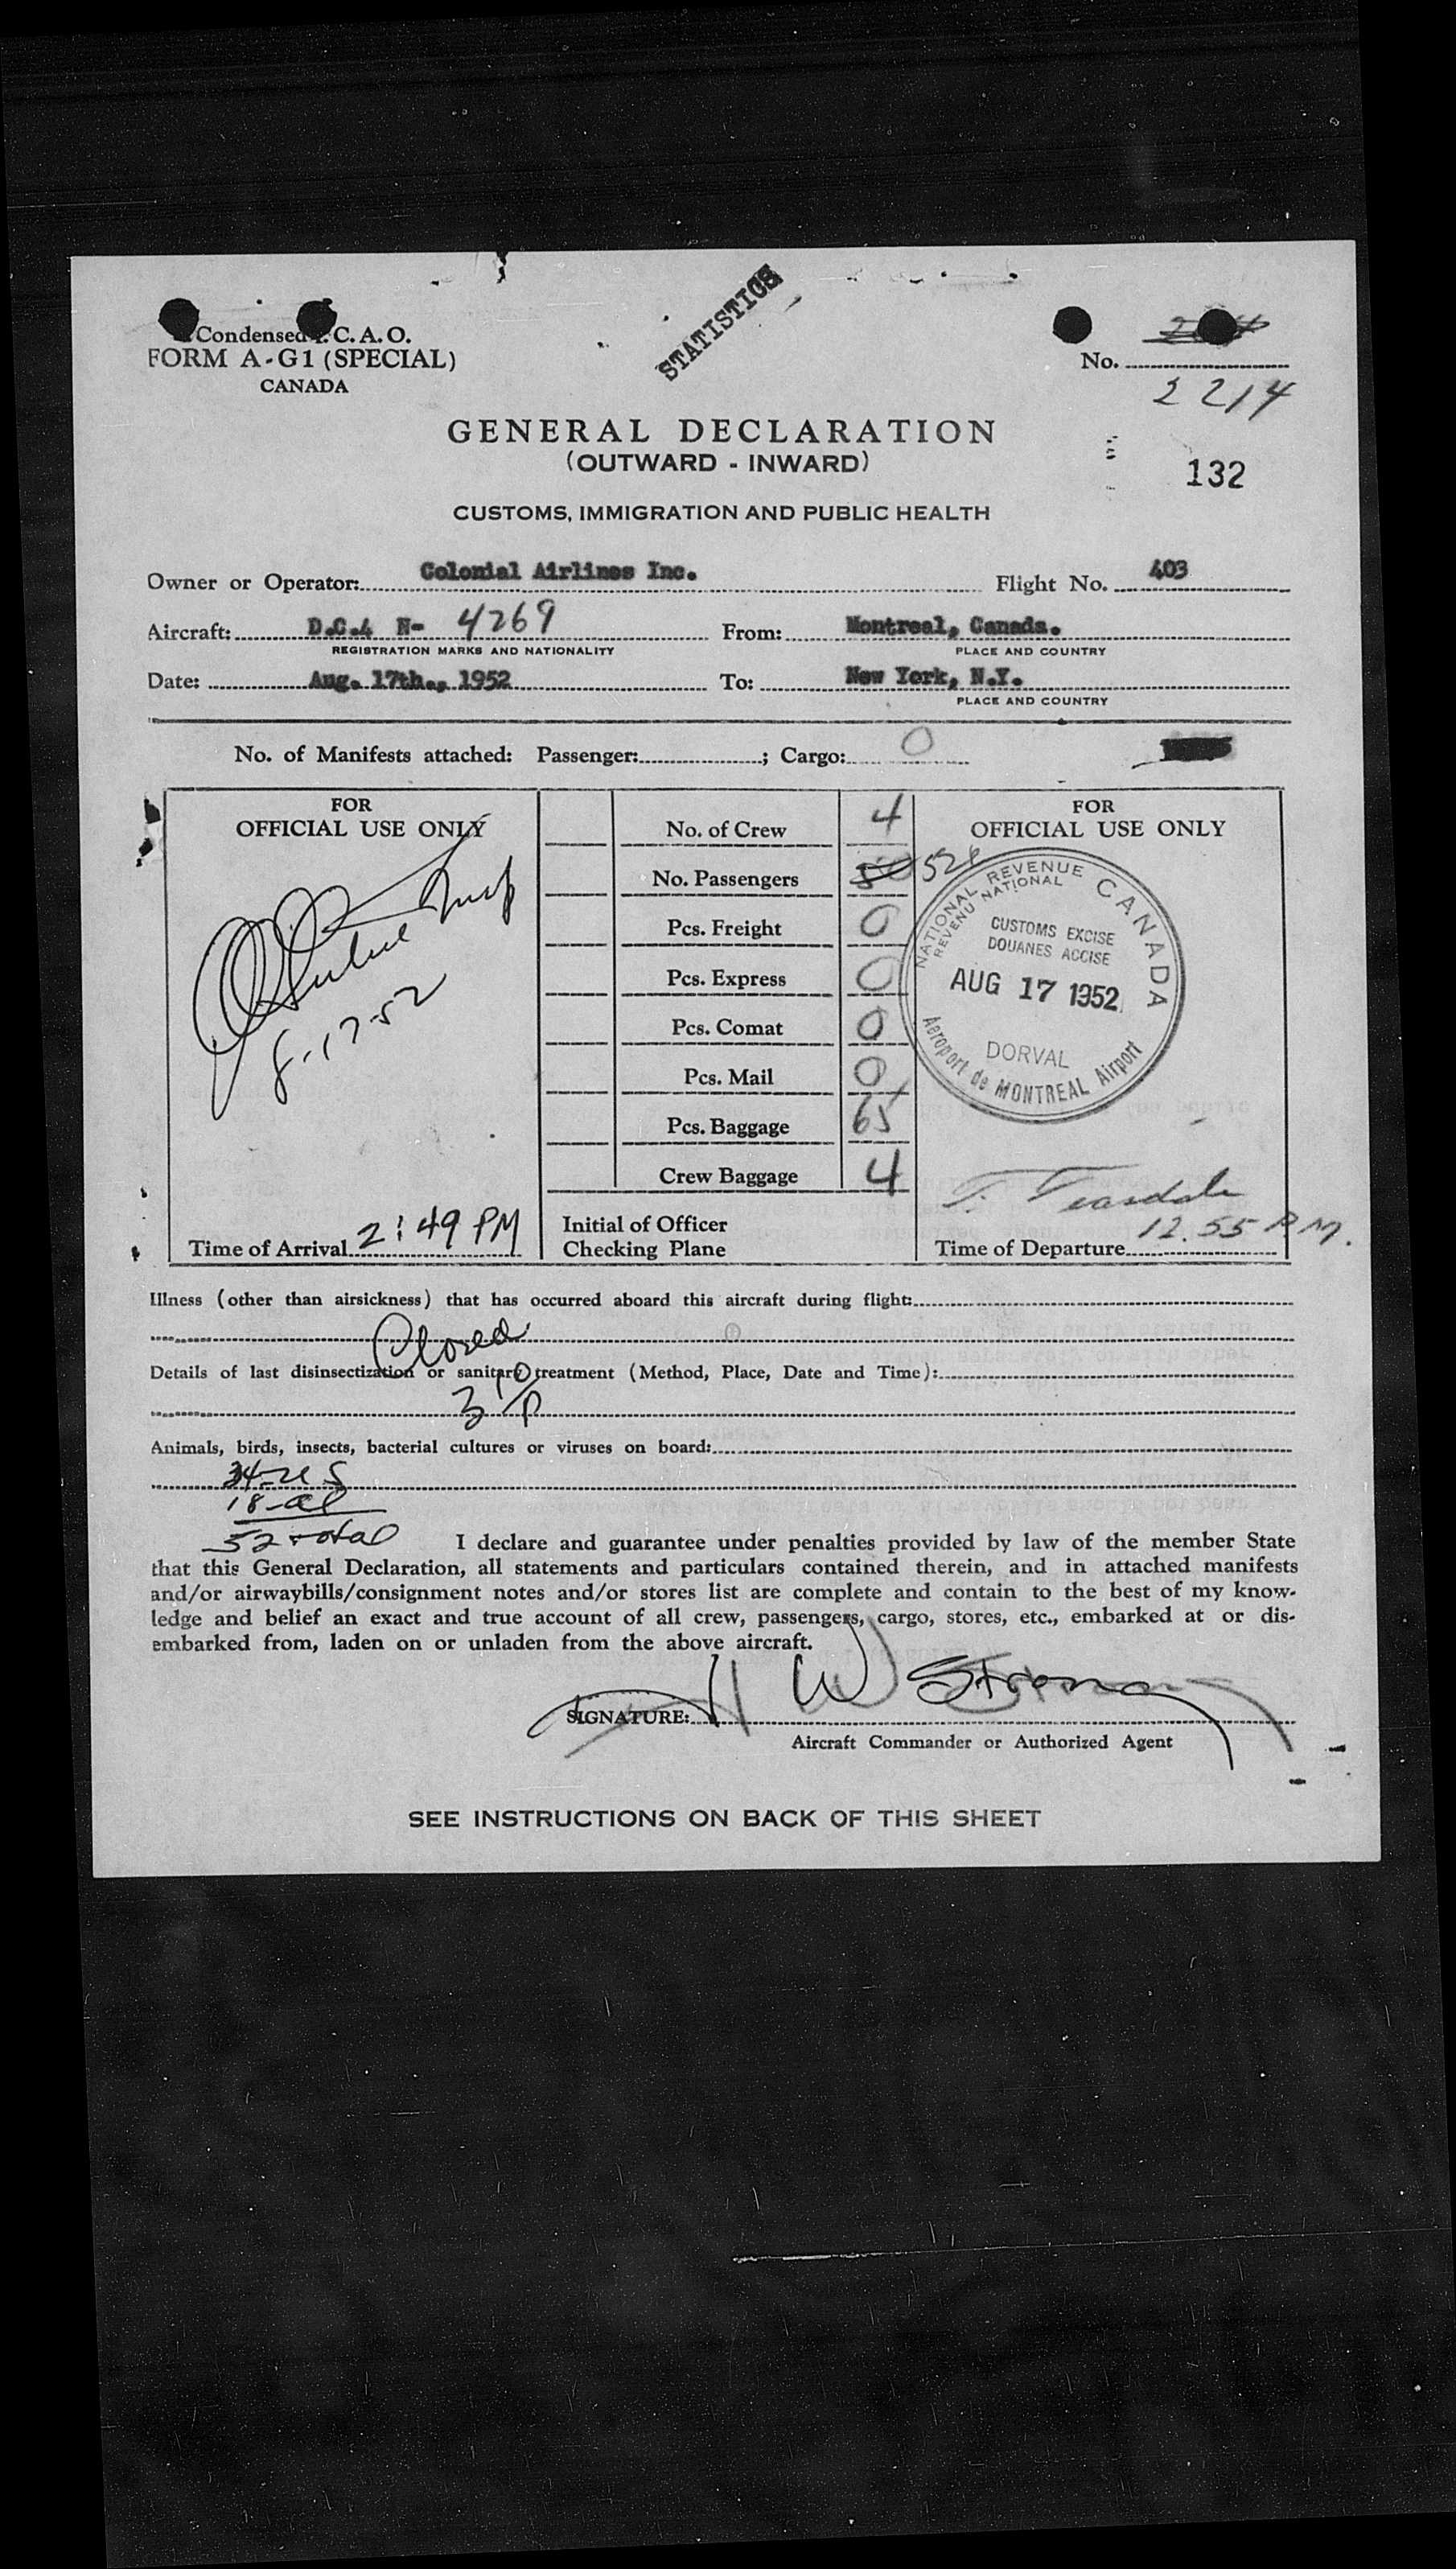 STATISTICS
Condensed I.C.A.O.
FORM A-G1 (SPECIAL)
CANADA
No.
2214
GENERAL DECLARATION
(OUTWARD - INWARD)
132
CUSTOMS, IMMIGRATION AND PUBLIC HEALTH
Owner or Operator: Colonial Airlines Inc. Flight No. 403
Aircraft: D.C.4 N- 4269 From: Montreal, Canada.
REGISTRATION MARKS AND NATIONALITY PLACE AND COUNTRY
Date: Aug. 17th., 1952 To: New York, N.Y.
PLACE AND COUNTRY
No. of Manifests attached: Passenger: ; Cargo: 0
FOR
OFFICIAL USE ONLY
8-17-52
Time of Arrival 2:49 PM
No. of Crew 4
No. Passengers 50 52
Pcs. Freight 0
Pcs. Express 0
Pcs. Comat 0
Pcs. Mail 0
Pcs. Baggage 65
Crew Baggage 4
Initial of Officer
Checking Plane
FOR
OFFICIAL USE ONLY
NATIONAL REVENUE CANADA
REVENU NATIONAL
CUSTOMS EXCISE
DOUANES ACCISE
AUG 17 1952
DORVAL
Aeroport de MONTREAL Airport
T. Teasdale
Time of Departure 12.55 P.M.
Illness (other than airsickness) that has occurred aboard this aircraft during flight:
Closed
Details of last disinsectization or sanitary treatment (Method, Place, Date and Time):
3 10/P
Animals, birds, insects, bacterial cultures or viruses on board:
34-US
18-al
52 total
I declare and guarantee under penalties provided by law of the member State
that this General Declaration, all statements and particulars contained therein, and in attached manifests
and/or airwaybills/consignment notes and/or stores list are complete and contain to the best of my know-
ledge and belief an exact and true account of all crew, passengers, cargo, stores, etc., embarked at or dis-
embarked from, laden on or unladen from the above aircraft.
SIGNATURE: H W Strong
Aircraft Commander or Authorized Agent
SEE INSTRUCTIONS ON BACK OF THIS SHEET